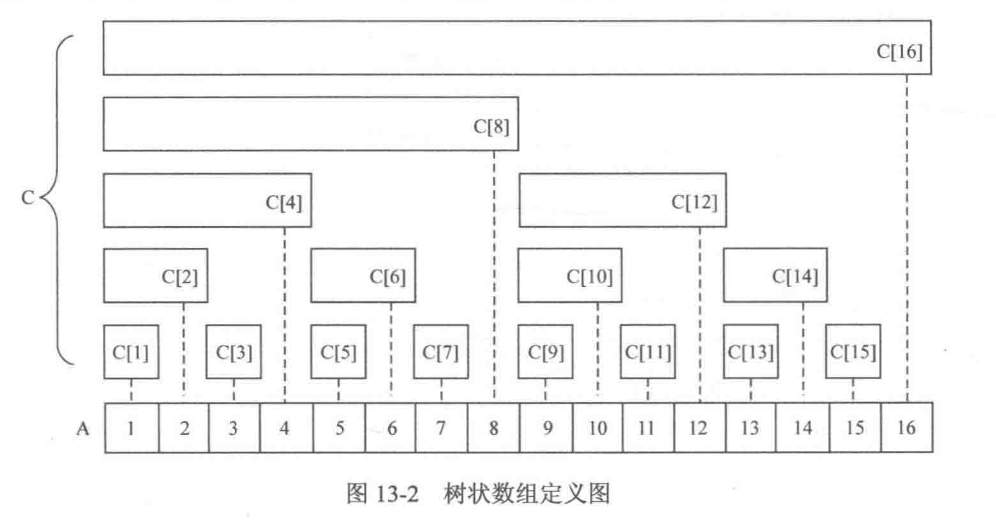 C[16]
C[8]
C
C[4] C[12]
C[2] C[6] C[10] C[14]
C[1] C[3] C[5] C[7] C[9] C[11] C[13] C[15]
A 1 2 3 4 5 6 7 8 9 10 11 12 13 14 15 16
图 13-2 树状数组定义图